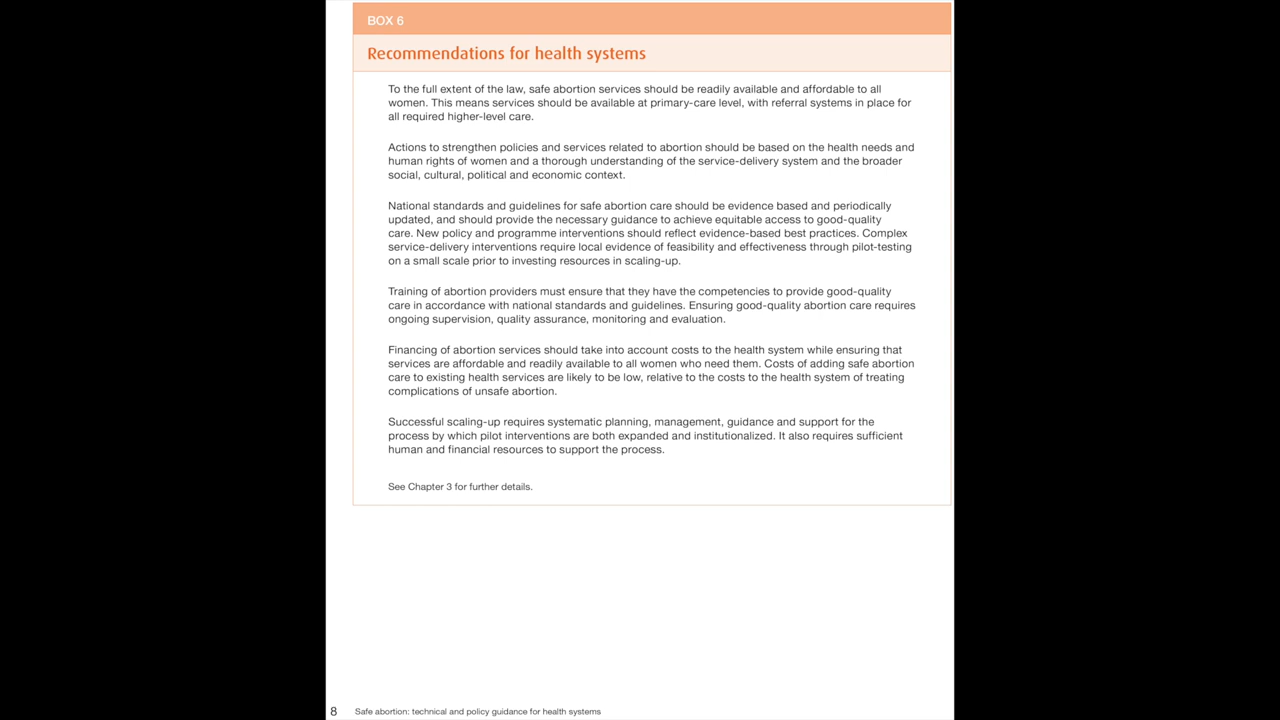 BOX 6
Recommendations for health systems
To the full extent of the law, safe abortion services should be readily available and affordable to all
women. This means services should be available at primary-care level, with referral systems in place for
all required higher-level care.
Actions to strengthen policies and services related to abortion should be based on the health needs and
human rights of women and a thorough understanding of the service-delivery system and the broader
social, cultural, political and economic context.
National standards and guidelines for safe abortion care should be evidence based and periodically
updated, and should provide the necessary guidance to achieve equitable access to good-quality
care. New policy and programme interventions should reflect evidence-based best practices. Complex
service-delivery interventions require local evidence of feasibility and effectiveness through pilot-testing
on a small scale prior to investing resources in scaling-up.
Training of abortion providers must ensure that they have the competencies to provide good-quality
care in accordance with national standards and guidelines. Ensuring good-quality abortion care requires
ongoing supervision, quality assurance, monitoring and evaluation.
Financing of abortion services should take into account costs to the health system while ensuring that
services are affordable and readily available to all women who need them. Costs of adding safe abortion
care to existing health services are likely to be low, relative to the costs to the health system of treating
complications of unsafe abortion.
Successful scaling-up requires systematic planning, management, guidance and support for the
process by which pilot interventions are both expanded and institutionalized. It also requires sufficient
human and financial resources to support the process.
See Chapter 3 for further details.
8 Safe abortion: technical and policy guidance for health systems